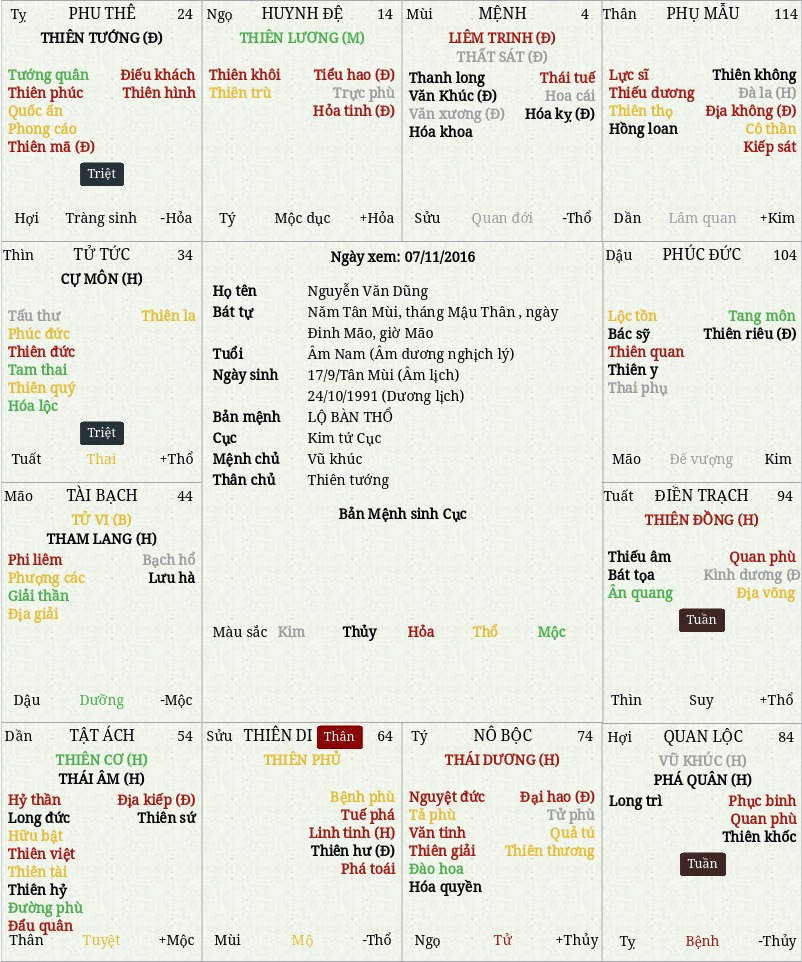 Tỵ PHU THÊ 24
THIÊN TƯỚNG (Đ)
Tướng quân Điếu khách
Thiên phúc Thiên hình
Quốc ấn
Phong cáo
Thiên mã (Đ)
Triệt
Hợi Tràng sinh -Hỏa
Ngọ HUYNH ĐỆ 14
THIÊN LƯƠNG (M)
Thiên khôi Tiểu hao (Đ)
Thiên trù Trực phù
Hỏa tinh (Đ)
Tý Mộc dục +Hỏa
Mùi MỆNH 4
LIÊM TRINH (Đ)
THẤT SÁT (Đ)
Thanh long Thái tuế
Văn Khúc (Đ) Hoa cái
Văn xương (Đ) Hóa kỵ (Đ)
Hóa khoa
Sửu Quan đới -Thổ
Thân PHỤ MẪU 114
Lực sĩ Thiên không
Thiếu dương Đà la (H)
Thiên thọ Địa không (Đ)
Hồng loan Cô thần
Kiếp sát
Dần Lâm quan +Kim
Thìn TỬ TỨC 34
CỰ MÔN (H)
Tấu thư Thiên la
Phúc đức
Thiên đức
Tam thai
Thiên quý
Hóa lộc
Triệt
Tuất Thai +Thổ
Ngày xem: 07/11/2016
Họ tên Nguyễn Văn Dũng
Bát tự Năm Tân Mùi, tháng Mậu Thân , ngày
Đinh Mão, giờ Mão
Tuổi Âm Nam (Âm dương nghịch lý)
Ngày sinh 17/9/Tân Mùi (Âm lịch)
24/10/1991 (Dương lịch)
Bản mệnh LỘ BÀN THỔ
Cục Kim tứ Cục
Mệnh chủ Vũ khúc
Thân chủ Thiên tướng
Bản Mệnh sinh Cục
Màu sắc Kim Thủy Hỏa Thổ Mộc
Dậu PHÚC ĐỨC 104
Lộc tồn Tang môn
Bác sỹ Thiên riêu (Đ)
Thiên quan
Thiên y
Thai phụ
Mão Đế vượng Kim
Mão TÀI BẠCH 44
TỬ VI (B)
THAM LANG (H)
Phi liêm Bạch hổ
Phượng các Lưu hà
Giải thần
Địa giải
Dậu Dưỡng -Mộc
Tuất ĐIỀN TRẠCH 94
THIÊN ĐỒNG (H)
Thiếu âm Quan phù
Bát tọa Kình dương (Đ
Ân quang Địa võng
Tuần
Thìn Suy +Thổ
Dần TẬT ÁCH 54
THIÊN CƠ (H)
THÁI ÂM (H)
Hỷ thần Địa kiếp (Đ)
Long đức Thiên sứ
Hữu bật
Thiên việt
Thiên tài
Thiên hỷ
Đường phù
Đẩu quân
Thân Tuyệt +Mộc
Sửu THIÊN DI Thân 64
THIÊN PHỦ
Bệnh phù
Tuế phá
Linh tinh (H)
Thiên hư (Đ)
Phá toái
Mùi Mộ -Thổ
Tý NÔ BỘC 74
THÁI DƯƠNG (H)
Nguyệt đức Đại hao (Đ)
Tả phù Tử phù
Văn tinh Quả tú
Thiên giải Thiên thương
Đào hoa
Hóa quyền
Ngọ Tử +Thủy
Hợi QUAN LỘC 84
VŨ KHÚC (H)
PHÁ QUÂN (H)
Long trì Phục binh
Quan phù
Thiên khốc
Tuần
Tỵ Bệnh -Thủy